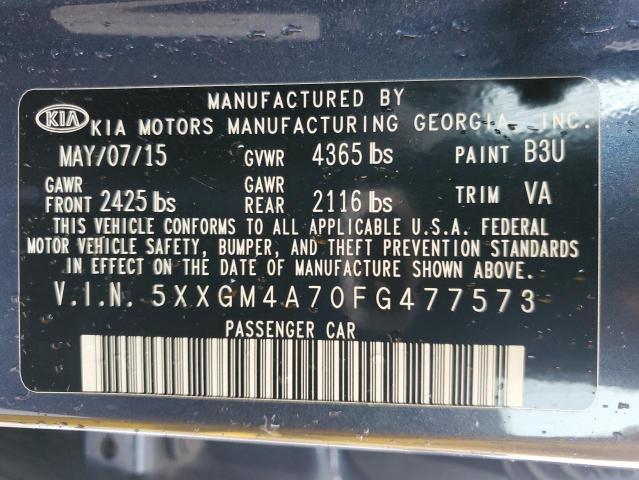 MANUFACTURED BY
KIA KIA MOTORS MANUFACTURING GEORGIA, INC.
MAY/07/15 GVWR 4365 lbs PAINT B3U
GAWR FRONT 2425 lbs GAWR REAR 2116 lbs TRIM VA
THIS VEHICLE CONFORMS TO ALL APPLICABLE U.S.A. FEDERAL
MOTOR VEHICLE SAFETY, BUMPER, AND THEFT PREVENTION STANDARDS
IN EFFECT ON THE DATE OF MANUFACTURE SHOWN ABOVE.
V.I.N. 5XXGM4A70FG477573
PASSENGER CAR